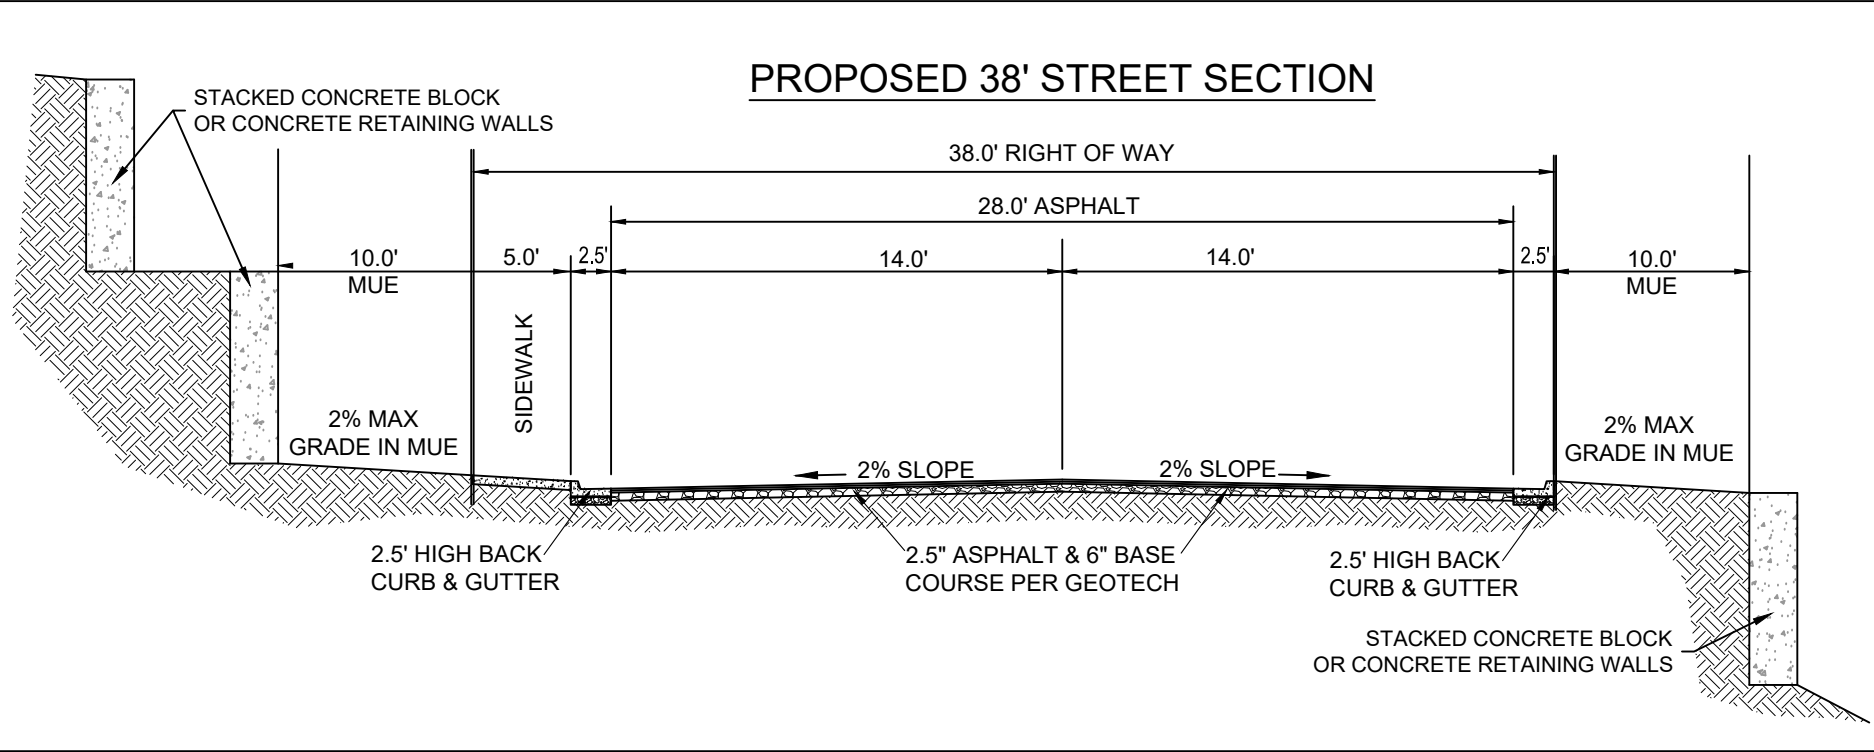 PROPOSED 38' STREET SECTION
STACKED CONCRETE BLOCK
OR CONCRETE RETAINING WALLS
38.0' RIGHT OF WAY
28.0' ASPHALT
10.0'
MUE
5.0'
2.5'
14.0'
14.0'
2.5'
10.0'
MUE
SIDEWALK
2% MAX
GRADE IN MUE
2% SLOPE
2% SLOPE
2% MAX
GRADE IN MUE
2.5' HIGH BACK
CURB & GUTTER
2.5" ASPHALT & 6" BASE
COURSE PER GEOTECH
2.5' HIGH BACK
CURB & GUTTER
STACKED CONCRETE BLOCK
OR CONCRETE RETAINING WALLS